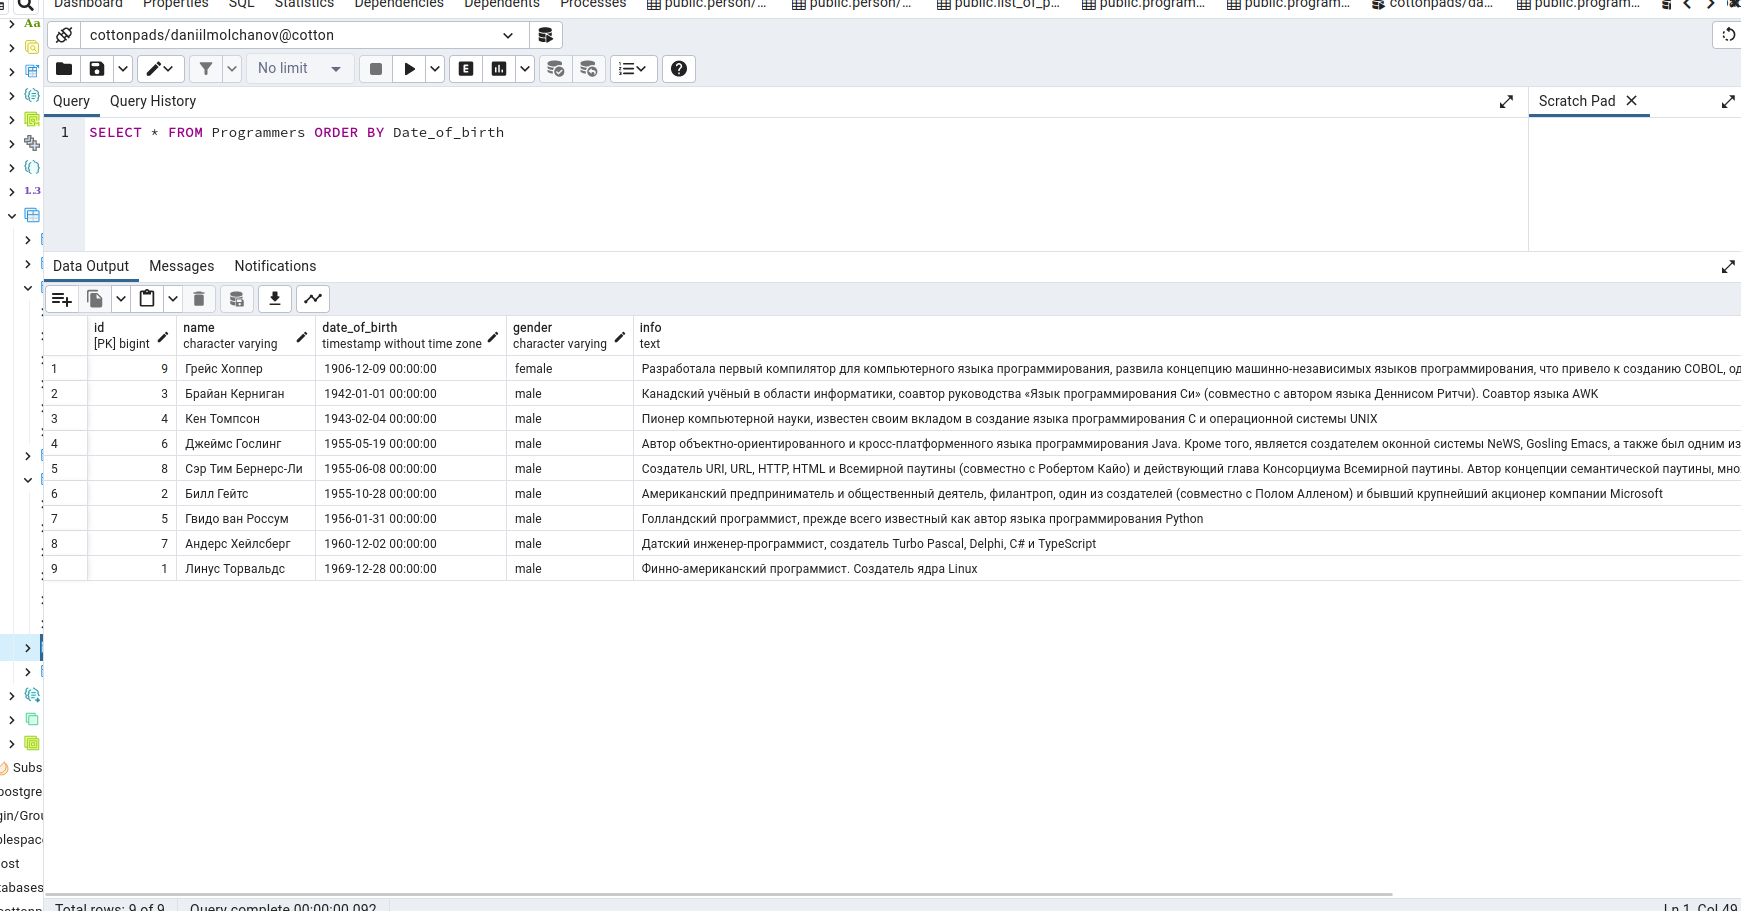 Dashboard Properties SQL Statistics Dependencies Dependents Processes public.person/... public.person/... public.list_of_p... public.program... public.program... cottonpads/da... public.program...
Aa
cottonpads/daniilmolchanov@cotton
No limit
E
Query Query History Scratch Pad
1 SELECT * FROM Programmers ORDER BY Date_of_birth
1.3
Data Output Messages Notifications
id name date_of_birth gender info
[PK] bigint character varying timestamp without time zone character varying text
1 9 Грейс Хоппер 1906-12-09 00:00:00 female Разработала первый компилятор для компьютерного языка программирования, развила концепцию машинно-независимых языков программирования, что привело к созданию COBOL, од
2 3 Брайан Керниган 1942-01-01 00:00:00 male Канадский учёный в области информатики, соавтор руководства «Язык программирования Си» (совместно с автором языка Деннисом Ритчи). Соавтор языка AWK
3 4 Кен Томпсон 1943-02-04 00:00:00 male Пионер компьютерной науки, известен своим вкладом в создание языка программирования C и операционной системы UNIX
4 6 Джеймс Гослинг 1955-05-19 00:00:00 male Автор объектно-ориентированного и кросс-платформенного языка программирования Java. Кроме того, является создателем оконной системы NeWS, Gosling Emacs, а также был одним из
5 8 Сэр Тим Бернерс-Ли 1955-06-08 00:00:00 male Создатель URI, URL, HTTP, HTML и Всемирной паутины (совместно с Робертом Кайо) и действующий глава Консорциума Всемирной паутины. Автор концепции семантической паутины, мно
6 2 Билл Гейтс 1955-10-28 00:00:00 male Американский предприниматель и общественный деятель, филантроп, один из создателей (совместно с Полом Алленом) и бывший крупнейший акционер компании Microsoft
7 5 Гвидо ван Россум 1956-01-31 00:00:00 male Голландский программист, прежде всего известный как автор языка программирования Python
8 7 Андерс Хейлсберг 1960-12-02 00:00:00 male Датский инженер-программист, создатель Turbo Pascal, Delphi, C# и TypeScript
9 1 Линус Торвальдс 1969-12-28 00:00:00 male Финно-американский программист. Создатель ядра Linux
Subs
postgre
gin/Grou
blespac
ost
tabases
Total rows: 9 of 9 Query complete 00:00:00.092 Ln 1, Col 49